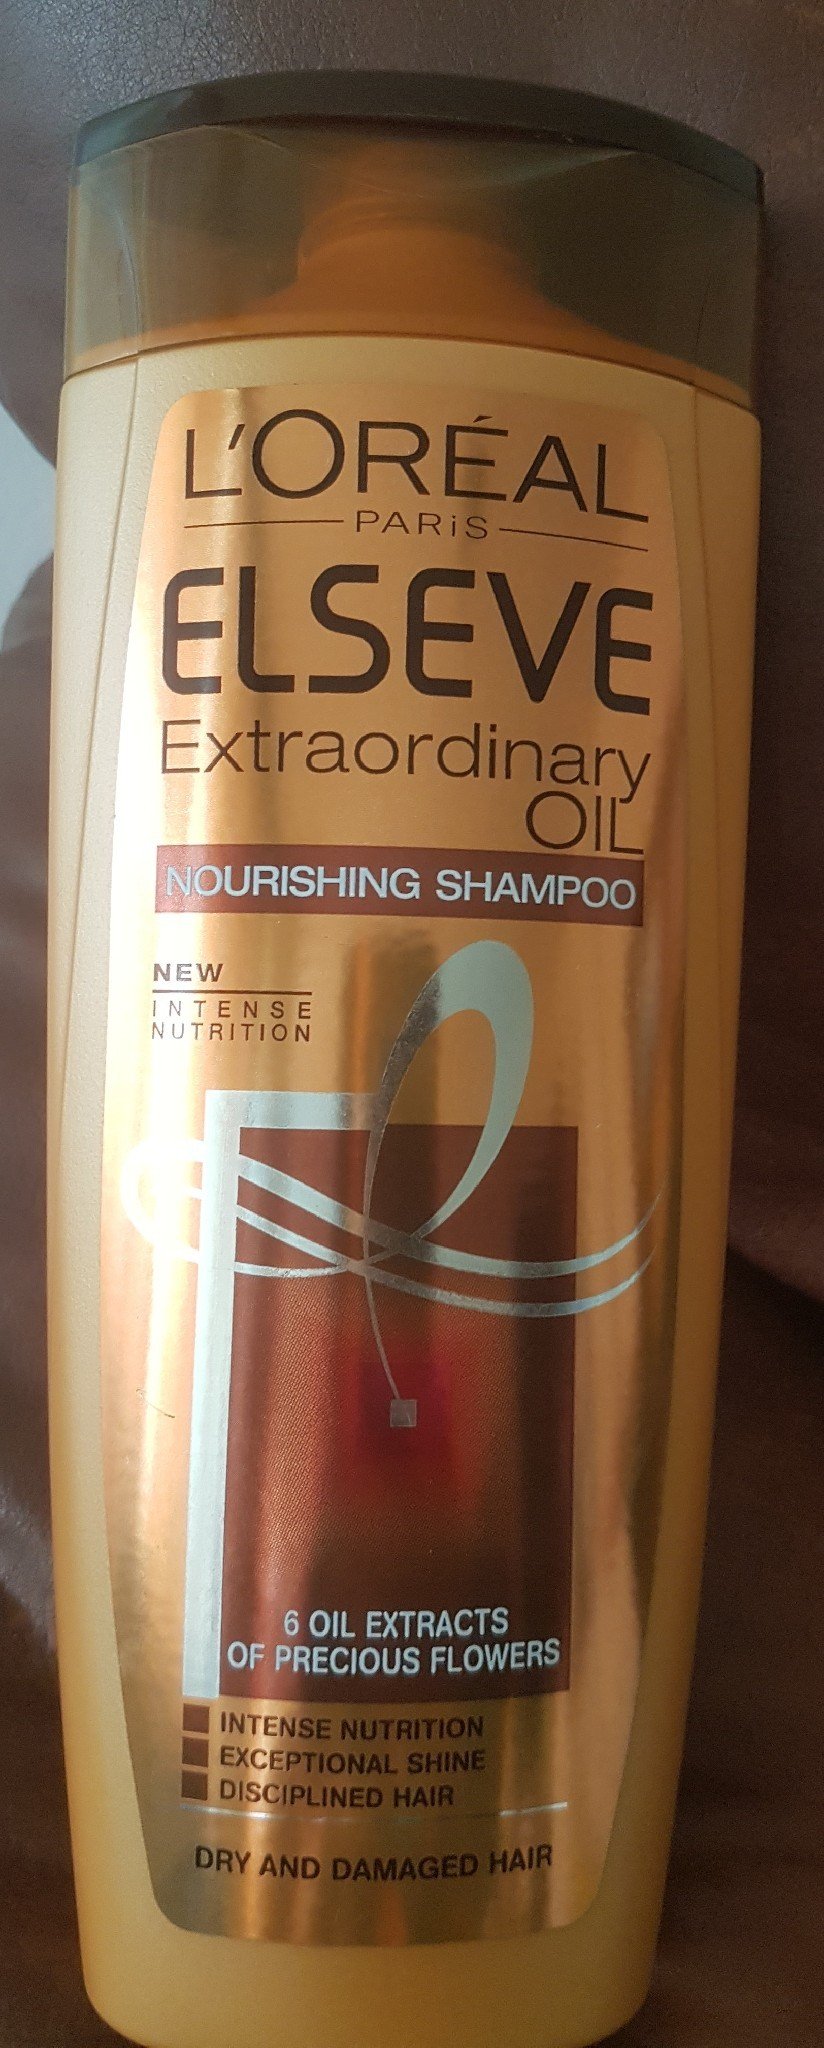 L'ORÉAL
PARiS
ELSEVE
Extraordinary
OIL
NOURISHING SHAMPOO
NEW
INTENSE
NUTRITION
6 OIL EXTRACTS
OF PRECIOUS FLOWERS
INTENSE NUTRITION
EXCEPTIONAL SHINE
DISCIPLINED HAIR
DRY AND DAMAGED HAIR